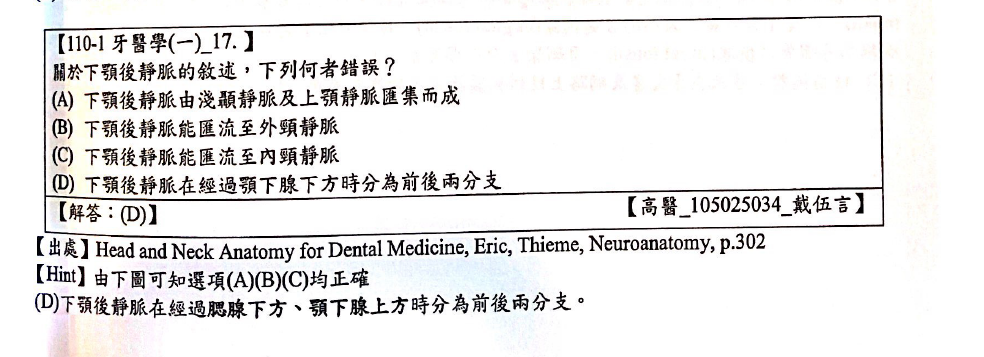 【110-1 牙醫學(一)_17. 】
關於下顎後靜脈的敘述，下列何者錯誤？
(A) 下顎後靜脈由淺顳靜脈及上顎靜脈匯集而成
(B) 下顎後靜脈能匯流至外頸靜脈
(C) 下顎後靜脈能匯流至內頸靜脈
(D) 下顎後靜脈在經過顎下腺下方時分為前後兩分支
【解答：(D)】 【高醫_105025034_戴伍言】
【出處】Head and Neck Anatomy for Dental Medicine, Eric, Thieme, Neuroanatomy, p.302
【Hint】由下圖可知選項(A)(B)(C)均正確
(D)下顎後靜脈在經過腮腺下方、顎下腺上方時分為前後兩分支。